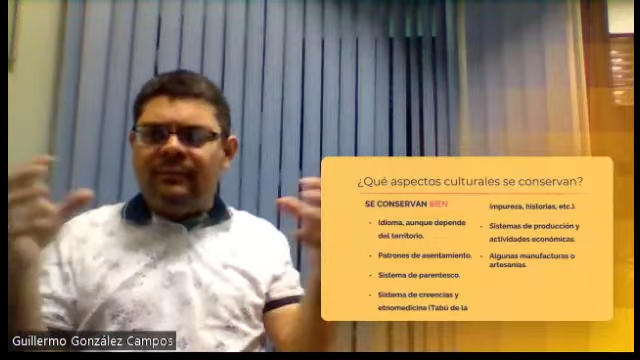 ¿Qué aspectos culturales se conservan?
SE CONSERVAN BIEN
• Idioma, aunque depende
del territorio.
• Patrones de asentamiento.
• Sistema de parentesco.
• Sistema de creencias y
etnomedicina (Tabú de la
impureza, historias, etc.).
• Sistemas de producción y
actividades económicas.
• Algunas manufacturas o
artesanías.
Guillermo González Campos